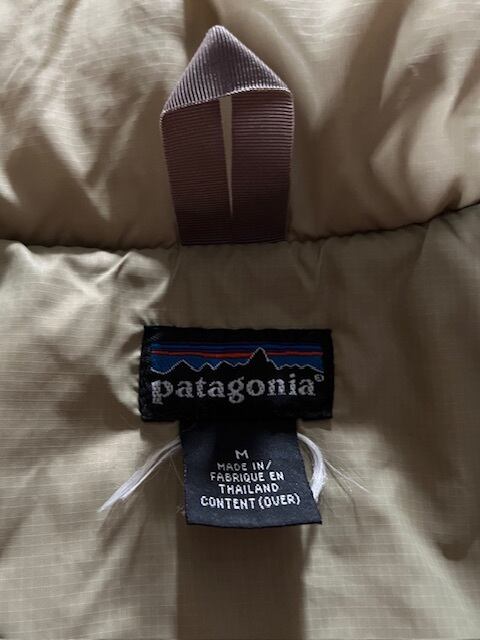 patagonia®
M
MADE IN/
FABRIQUE EN
THAILAND
CONTENT (OVER)